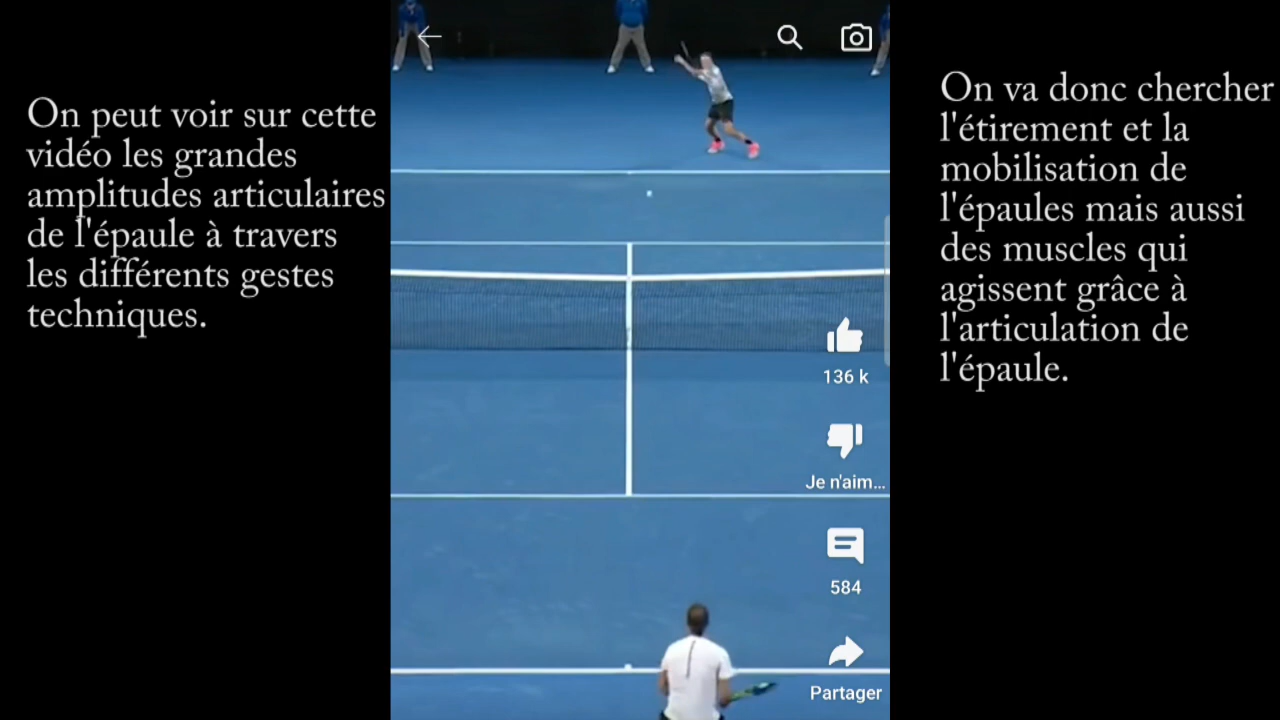 On peut voir sur cette
vidéo les grandes
amplitudes articulaires
de l'épaule à travers
les différents gestes
techniques.
136 k
Je n'aim...
584
Partager
On va donc chercher
l'étirement et la
mobilisation de
l'épaules mais aussi
des muscles qui
agissent grâce à
l'articulation de
l'épaule.